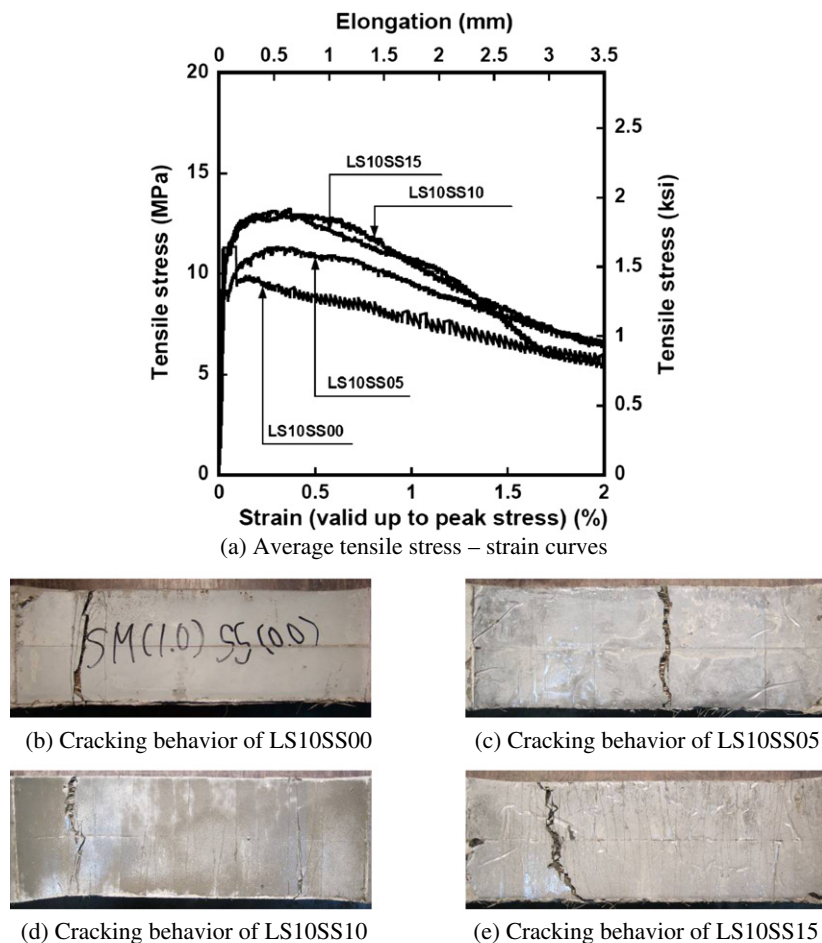 Elongation (mm)
0 0.5 1 1.5 2 2.5 3 3.5
20
15
10
5
0
Tensile stress (MPa)
2.5
2
1.5
1
0.5
0
Tensile stress (ksi)
LS10SS15
LS10SS10
LS10SS05
LS10SS00
0 0.5 1 1.5 2
Strain (valid up to peak stress) (%)
(a) Average tensile stress – strain curves
SM(1.0) SS(0.0)
(b) Cracking behavior of LS10SS00
(c) Cracking behavior of LS10SS05
(d) Cracking behavior of LS10SS10
(e) Cracking behavior of LS10SS15